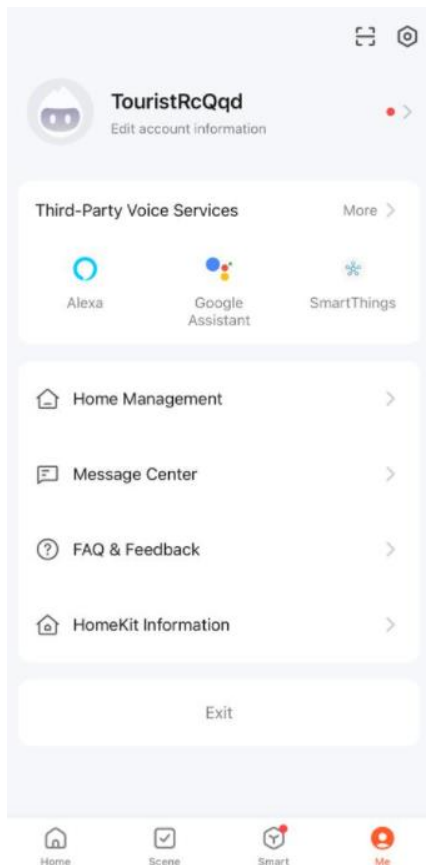 TouristRcQqd
Edit account information
Third-Party Voice Services
More
Alexa
Google
Assistant
SmartThings
Home Management
Message Center
FAQ & Feedback
HomeKit Information
Exit
Home
Scene
Smart
Me